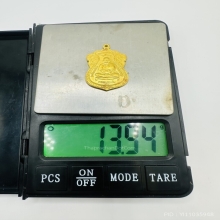 13.54
PCS ON OFF MODE TARE